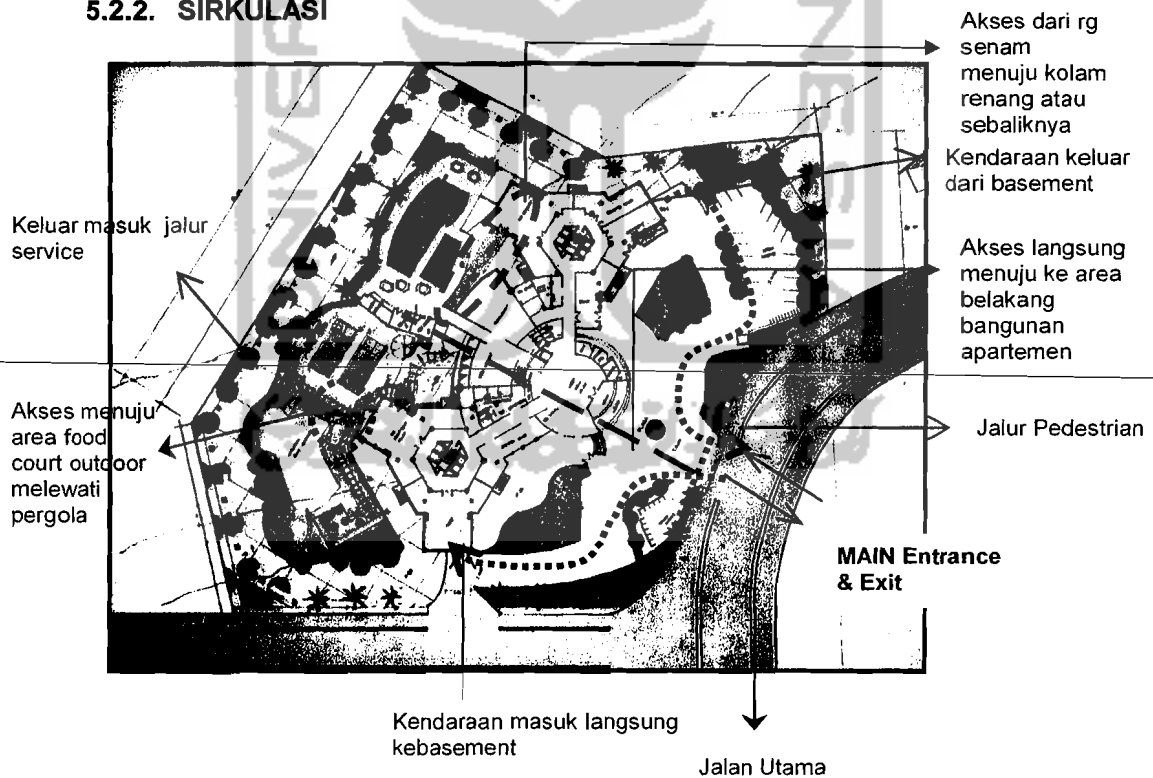 5.2.2. SIRKULASI
Akses dari rg
senam
menuju kolam
renang atau
sebaliknya
Kendaraan keluar
dari basement
Keluar masuk jalur
service
Akses langsung
menuju ke area
belakang
bangunan
apartemen
Akses menuju
area food
court outdoor
melewati
pergola
Jalur Pedestrian
MAIN Entrance
& Exit
Kendaraan masuk langsung
kebasement
Jalan Utama